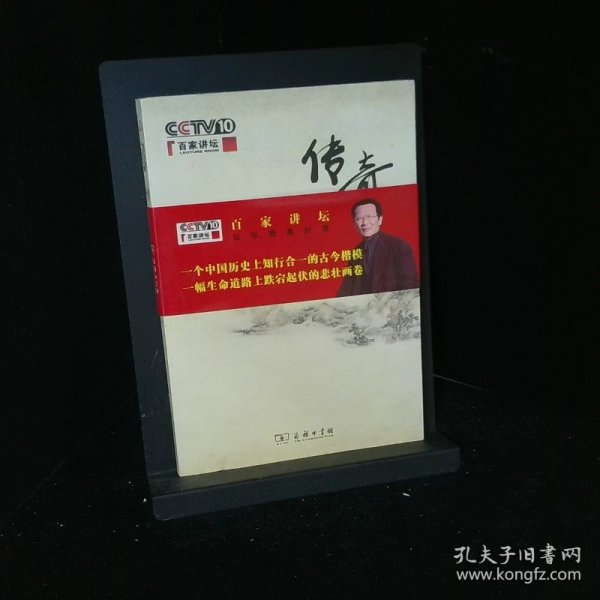 CCTV10
百家讲坛
LECTURE ROOM
传奇
CCTV10
百家讲坛
百家讲坛
一个中国历史上知行合一的古今楷模
一幅生命道路上跌宕起伏的悲壮画卷
商务印书馆
孔夫子旧书网
www.kongfz.com